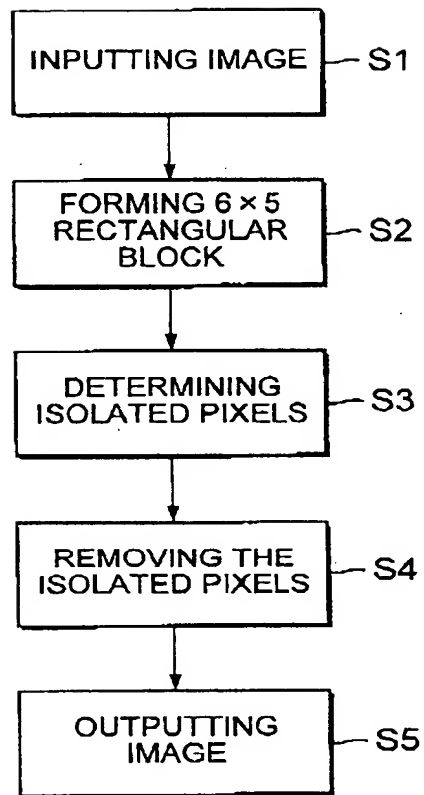 INPUTTING IMAGE
S1
FORMING 6 × 5
RECTANGULAR
BLOCK
S2
DETERMINING
ISOLATED PIXELS
S3
REMOVING THE
ISOLATED PIXELS
S4
OUTPUTTING
IMAGE
S5